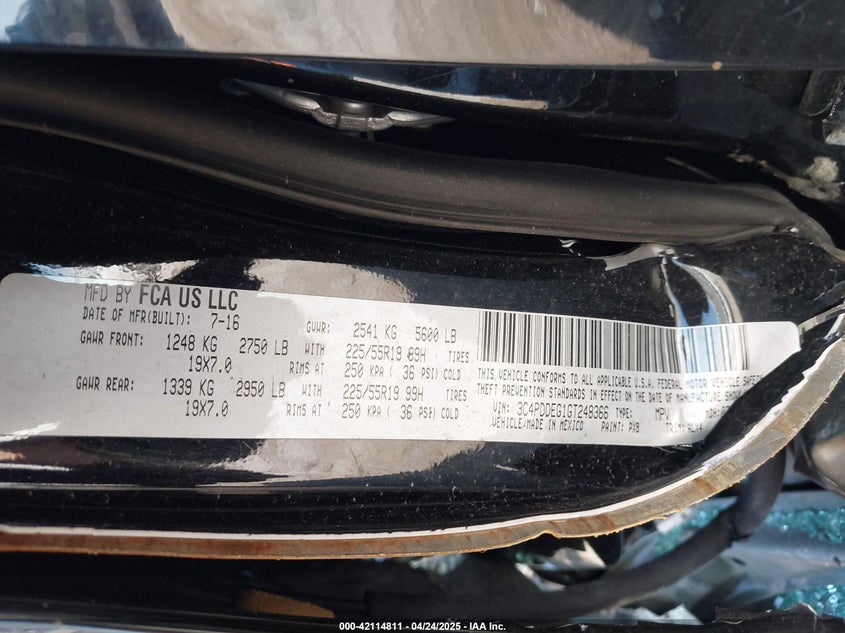 MFD BY FCA US LLC
DATE OF MFR(BUILT): 7-16
GVWR: 2541 KG 5600 LB
GAWR FRONT: 1248 KG 2750 LB WITH 225/55R19 99H TIRES
19X7.0 RIMS AT 250 KPA ( 36 PSI) COLD
GAWR REAR: 1339 KG 2950 LB WITH 225/55R19 99H TIRES
19X7.0 RIMS AT 250 KPA ( 36 PSI) COLD
THIS VEHICLE CONFORMS TO ALL APPLICABLE U.S.A. FEDERAL MOTOR VEHICLE
THEFT PREVENTION STANDARDS IN EFFECT ON THE DATE OF MANUFACTURE
VIN: 3C4PDDEG1GT248366 TYPE: MPV
VEHICLE MADE IN MEXICO PAINT: PXB TRIM:
000-42114811 - 04/24/2025 - IAA Inc.